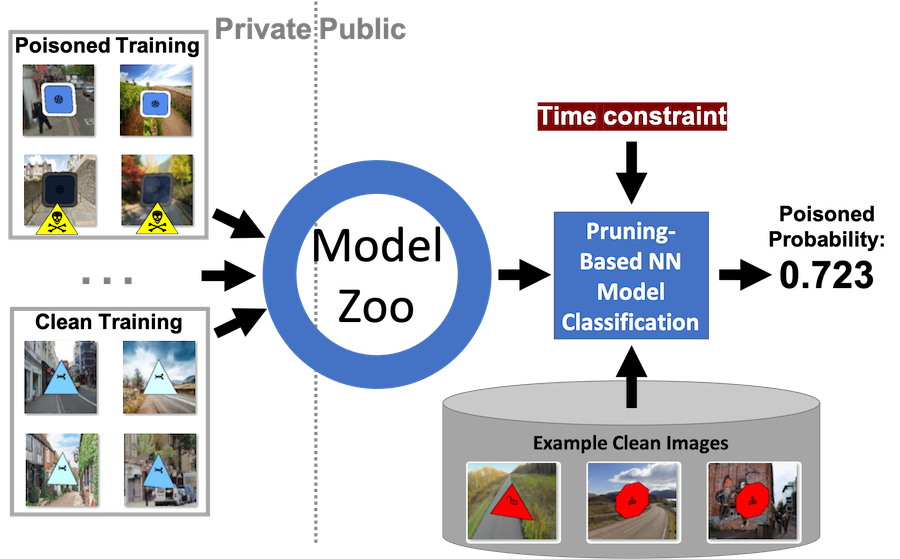 Private Public
Poisoned Training
Time constraint
Model
Zoo
Pruning-
Based NN
Model
Classification
Poisoned
Probability:
0.723
...
Clean Training
Example Clean Images